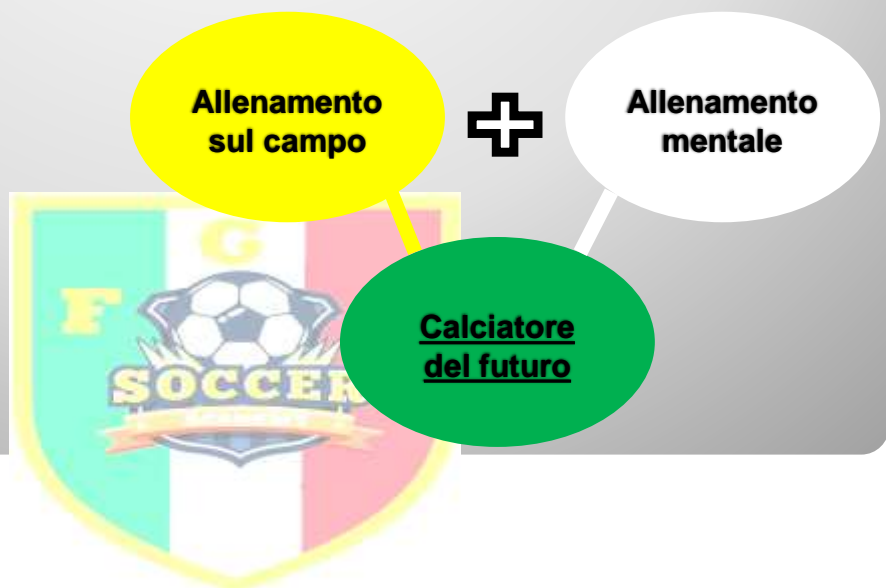 Allenamento
sul campo
Allenamento
mentale
G
F
SOCCER
Calciatore
del futuro